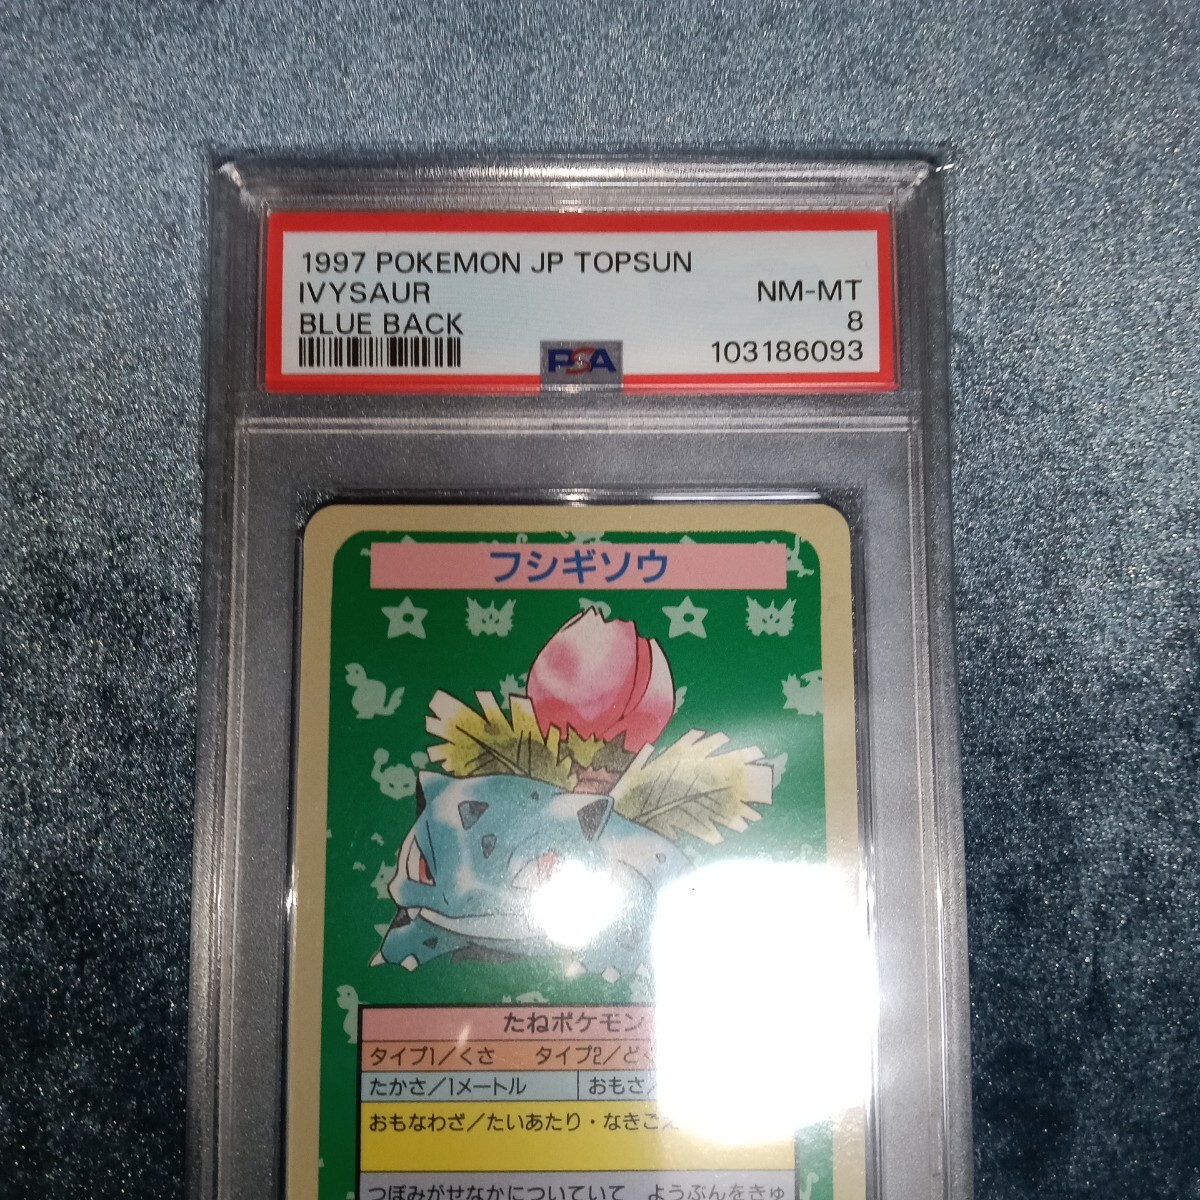 1997 POKEMON JP TOPSUN
IVYSAUR
NM-MT
BLUE BACK
8
PSA
103186093
フシギソウ
たねポケモン
タイプ1/くさ タイプ2/どく
たかさ/1メートル おもさ/
おもなわざ/たいあたり・なきごえ
つぼみがせなかについていて ようぶんをきゅ